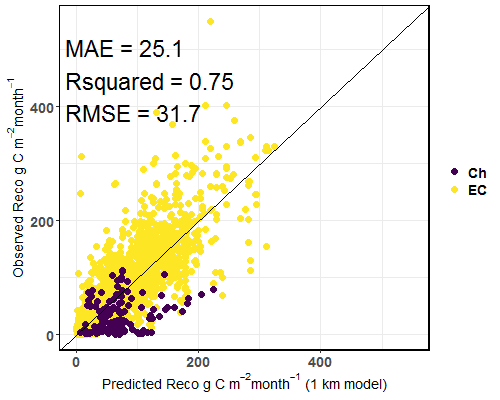 MAE = 25.1
Rsquared = 0.75
RMSE = 31.7
Observed Reco g C m⁻²month⁻¹
400
200
0
0 200 400
Predicted Reco g C m⁻²month⁻¹ (1 km model)
Ch
EC